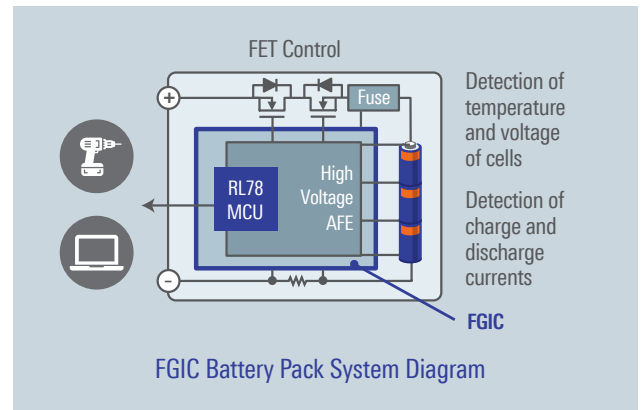 FET Control
+
Fuse
Detection of
temperature
and voltage
of cells
RL78
MCU
High
Voltage
AFE
Detection of
charge and
discharge
currents
-
FGIC
FGIC Battery Pack System Diagram